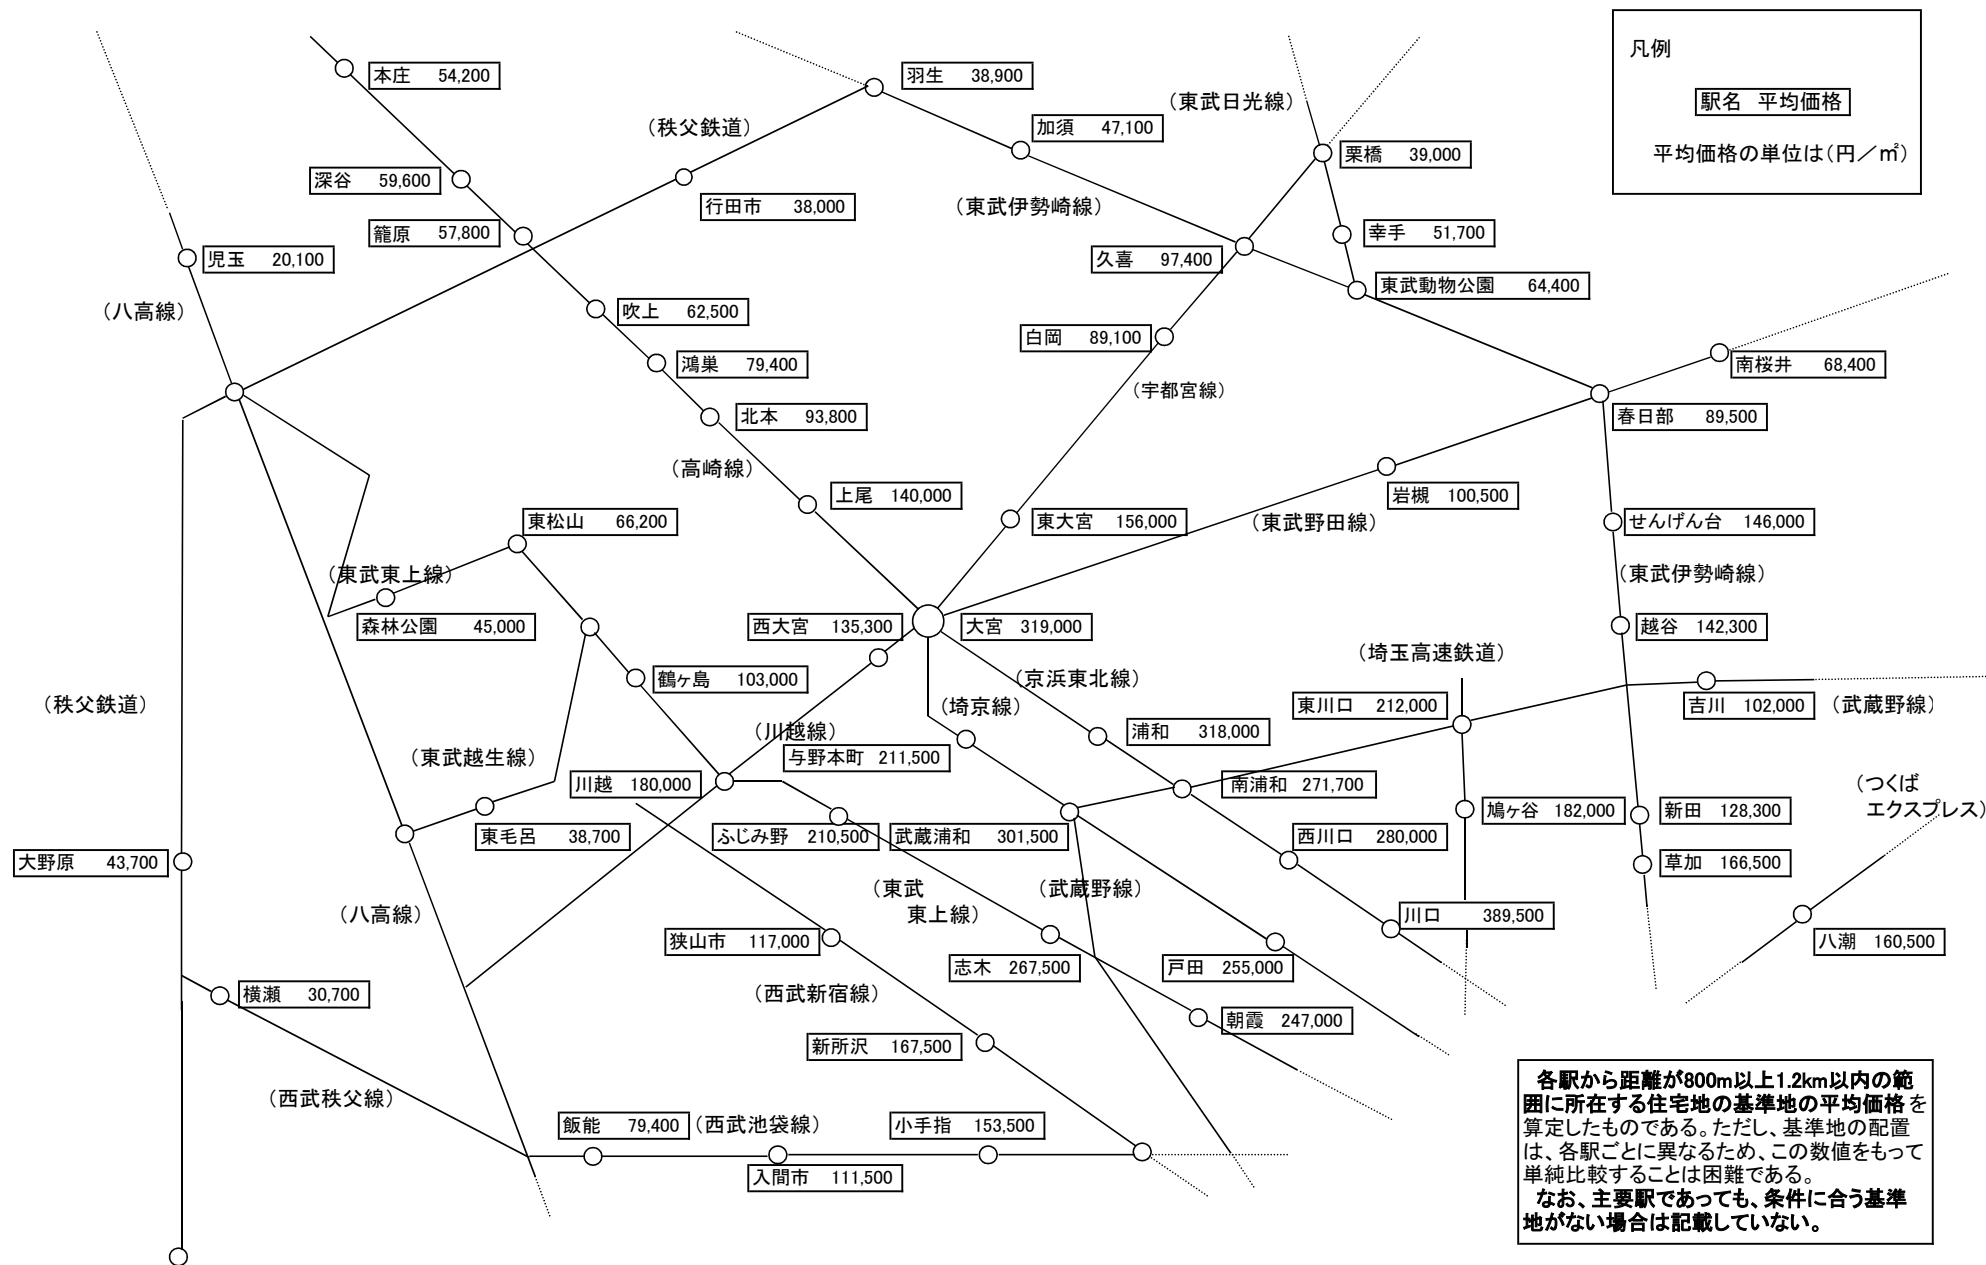 凡例
駅名 平均価格
平均価格の単位は(円/㎡)
本庄 54,200
羽生 38,900
(東武日光線)
(秩父鉄道)
加須 47,100
栗橋 39,000
深谷 59,600
行田市 38,000
(東武伊勢崎線)
籠原 57,800
幸手 51,700
児玉 20,100
久喜 97,400
東武動物公園 64,400
(八高線)
吹上 62,500
白岡 89,100
鴻巣 79,400
南桜井 68,400
(宇都宮線)
北本 93,800
春日部 89,500
(高崎線)
上尾 140,000
岩槻 100,500
東松山 66,200
東大宮 156,000
(東武野田線)
せんげん台 146,000
(東武東上線)
(東武伊勢崎線)
森林公園 45,000
西大宮 135,300
大宮 319,000
越谷 142,300
(埼玉高速鉄道)
鶴ヶ島 103,000
(京浜東北線)
(秩父鉄道)
(埼京線)
東川口 212,000
吉川 102,000
(武蔵野線)
(川越線)
浦和 318,000
(東武越生線)
与野本町 211,500
川越 180,000
南浦和 271,700
(つくば
エクスプレス)
東毛呂 38,700
ふじみ野 210,500
武蔵浦和 301,500
西川口 280,000
鳩ヶ谷 182,000
新田 128,300
大野原 43,700
草加 166,500
(八高線)
(東武
東上線)
(武蔵野線)
川口 389,500
狭山市 117,000
志木 267,500
戸田 255,000
八潮 160,500
横瀬 30,700
(西武新宿線)
新所沢 167,500
朝霞 247,000
(西武秩父線)
飯能 79,400
(西武池袋線)
小手指 153,500
入間市 111,500
各駅から距離が800m以上1.2km以内の範
囲に所在する住宅地の基準地の平均価格を
算定したものである。ただし、基準地の配置
は、各駅ごとに異なるため、この数値をもって
単純比較することは困難である。
なお、主要駅であっても、条件に合う基準
地がない場合は記載していない。